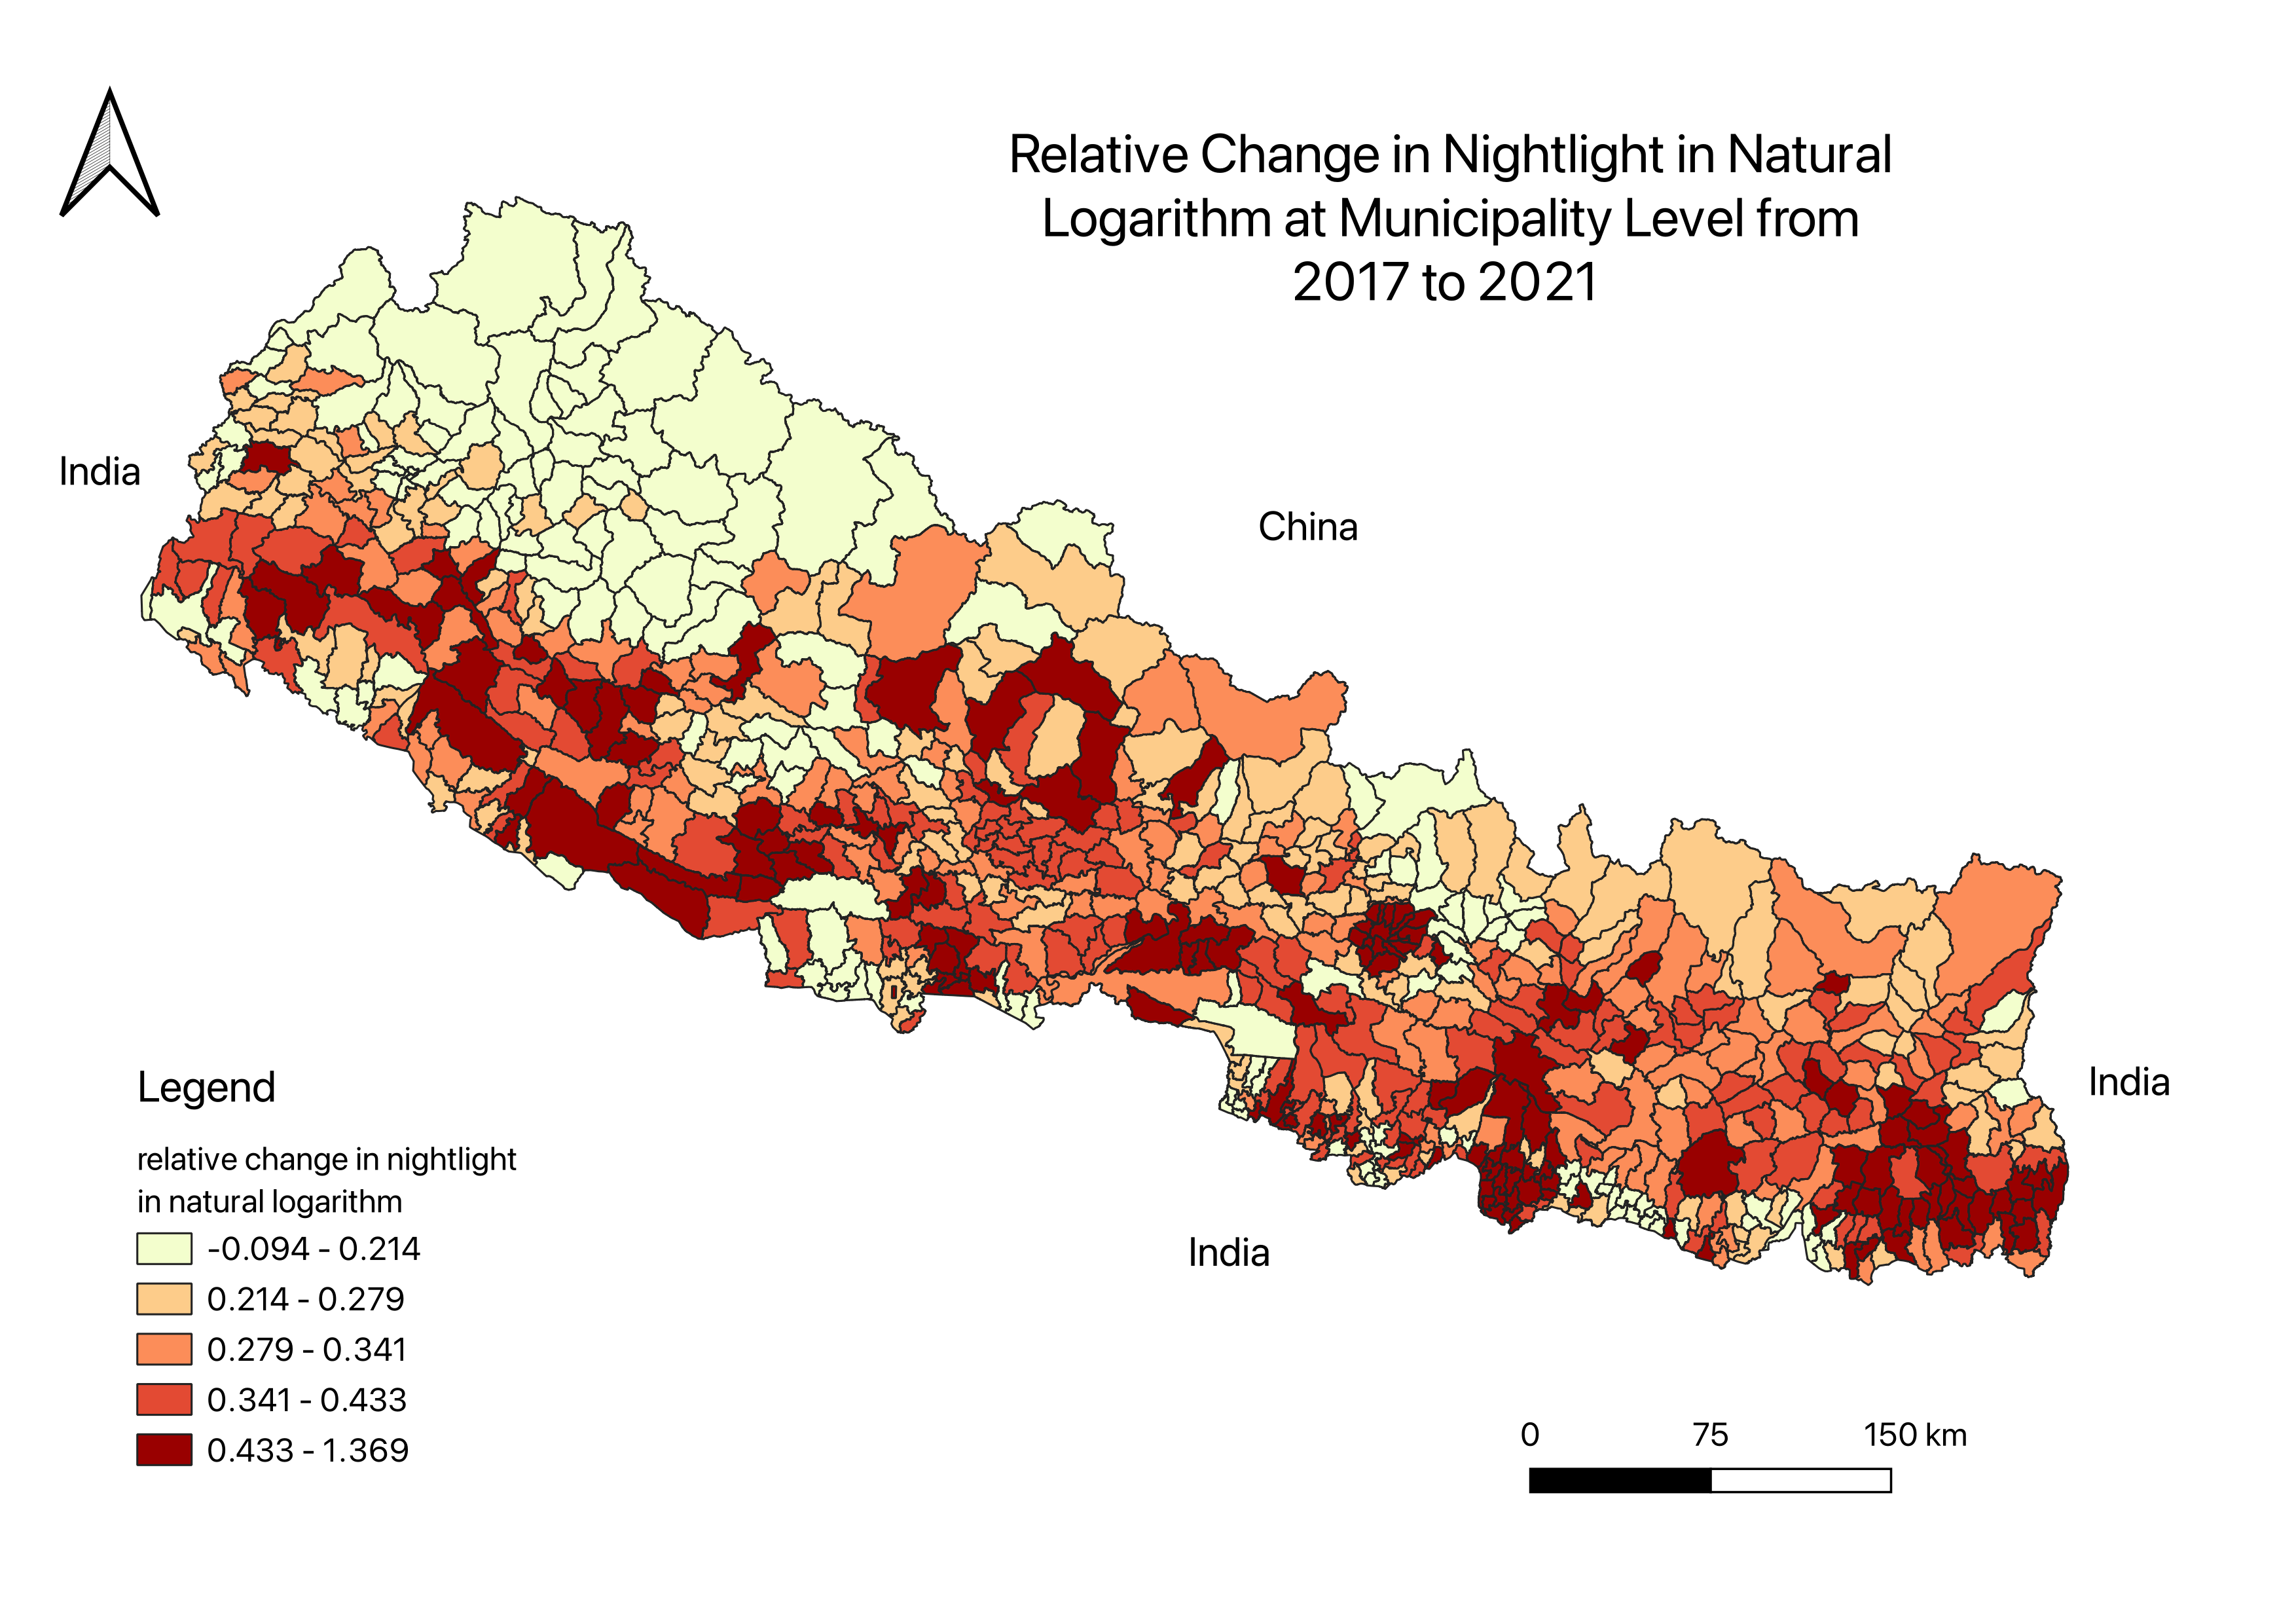 Relative Change in Nightlight in Natural
Logarithm at Municipality Level from
2017 to 2021
India
China
India
India
Legend
relative change in nightlight
in natural logarithm
-0.094 - 0.214
0.214 - 0.279
0.279 - 0.341
0.341 - 0.433
0.433 - 1.369
0 75 150 km